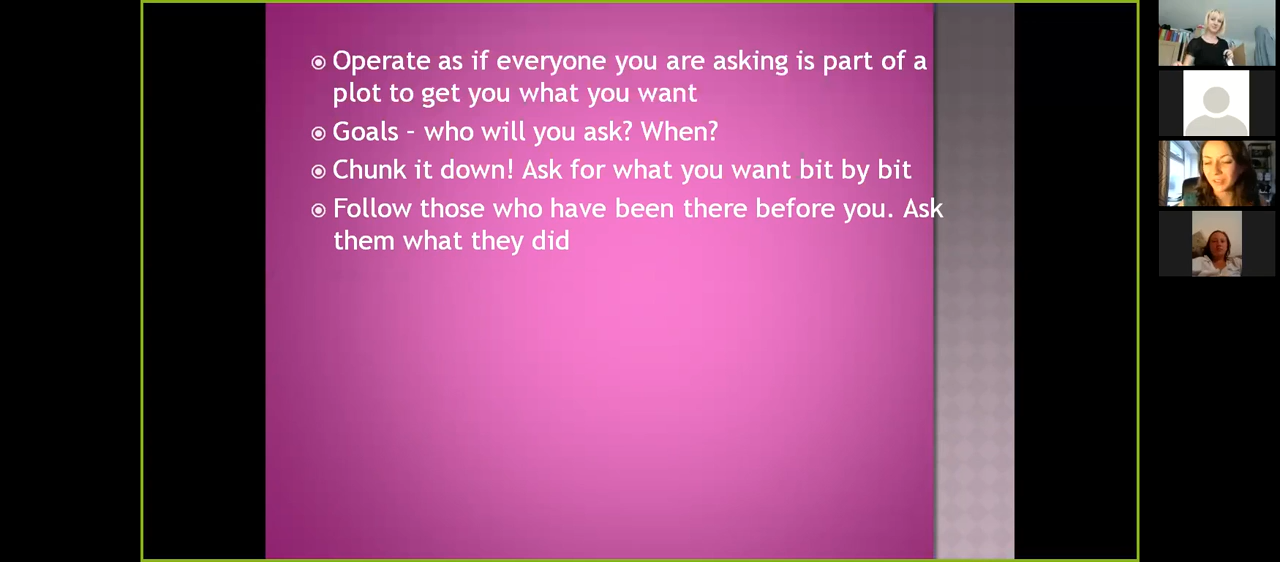 Operate as if everyone you are asking is part of a
plot to get you what you want
Goals - who will you ask? When?
Chunk it down! Ask for what you want bit by bit
Follow those who have been there before you. Ask
them what they did